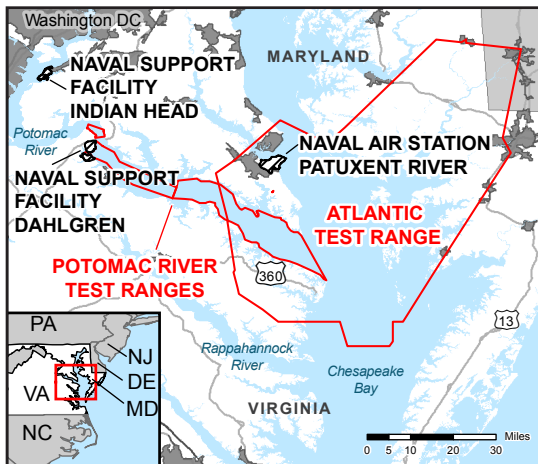 Washington DC
MARYLAND
NAVAL SUPPORT
FACILITY
INDIAN HEAD
Potomac
River
NAVAL AIR STATION
PATUXENT RIVER
NAVAL SUPPORT
FACILITY
DAHLGREN
ATLANTIC
TEST RANGE
POTOMAC RIVER
TEST RANGES
360
13
Rappahannock
River
Chesapeake
Bay
VIRGINIA
PA
NJ
DE
MD
VA
NC
Miles
0 5 10 20 30